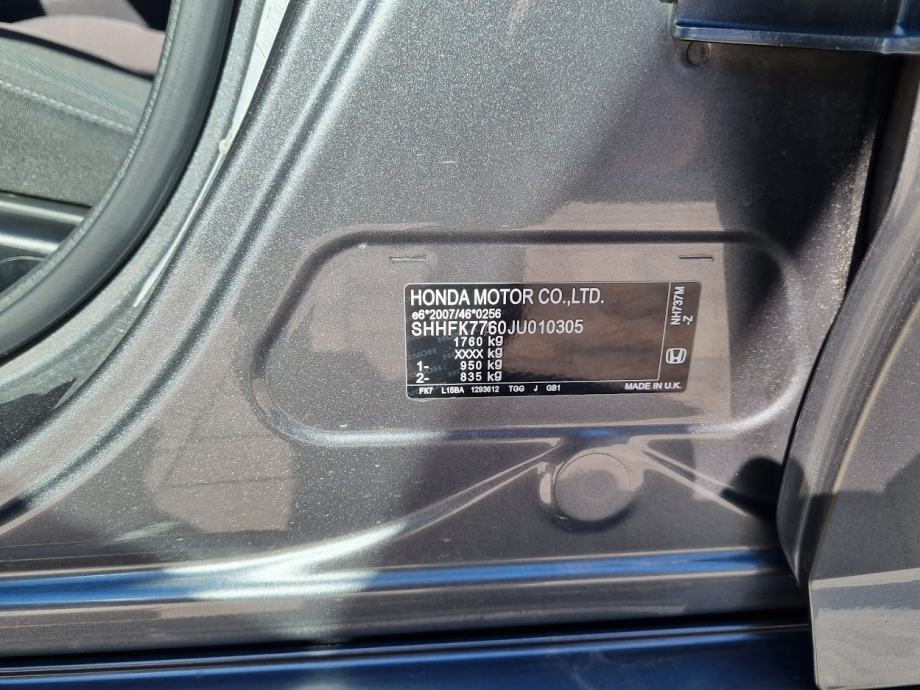 HONDA MOTOR CO.,LTD.
e6*2007/46*0256
SHHFK7760JU010305
1760 kg
XXXX kg
1- 950 kg
2- 835 kg
FK7 L15BA 1293612 TGG J GB1
MADE IN U.K.
NH737M
-Z